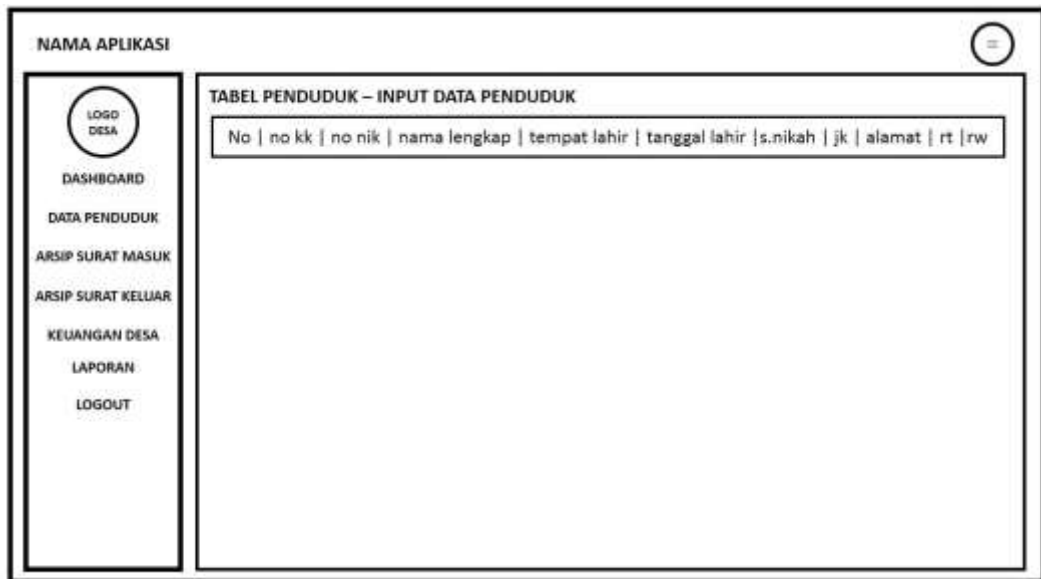 NAMA APLIKASI
=
LOGO
DESA
DASHBOARD
DATA PENDUDUK
ARSIP SURAT MASUK
ARSIP SURAT KELUAR
KEUANGAN DESA
LAPORAN
LOGOUT
TABEL PENDUDUK – INPUT DATA PENDUDUK
No | no kk | no nik | nama lengkap | tempat lahir | tanggal lahir |s.nikah | jk | alamat | rt |rw